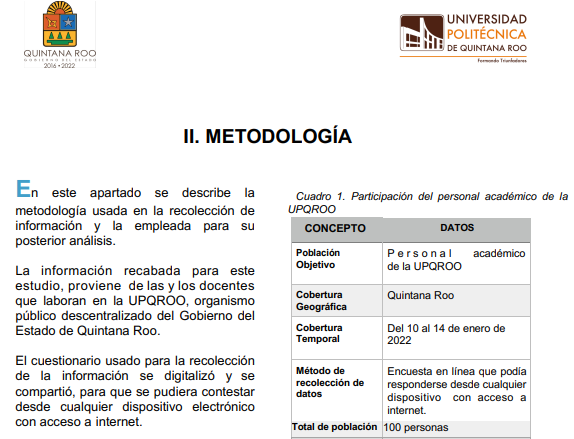 QUINTANA ROO
GOBIERNO DEL ESTADO
2016 • 2022
UNIVERSIDAD
POLITÉCNICA
DE QUINTANA ROO
Formando Triunfadores
II. METODOLOGÍA
En este apartado se describe la
metodología usada en la recolección de
información y la empleada para su
posterior análisis.
La información recabada para este
estudio, proviene de las y los docentes
que laboran en la UPQROO, organismo
público descentralizado del Gobierno del
Estado de Quintana Roo.
El cuestionario usado para la recolección
de la información se digitalizó y se
compartió, para que se pudiera contestar
desde cualquier dispositivo electrónico
con acceso a internet.
Cuadro 1. Participación del personal académico de la
UPQROO
CONCEPTO DATOS
Población Personal académico
Objetivo de la UPQROO
Cobertura Quintana Roo
Geográfica
Cobertura Del 10 al 14 de enero de
Temporal 2022
Método de Encuesta en línea que podía
recolección de responderse desde cualquier
datos dispositivo con acceso a
internet.
Total de población 100 personas